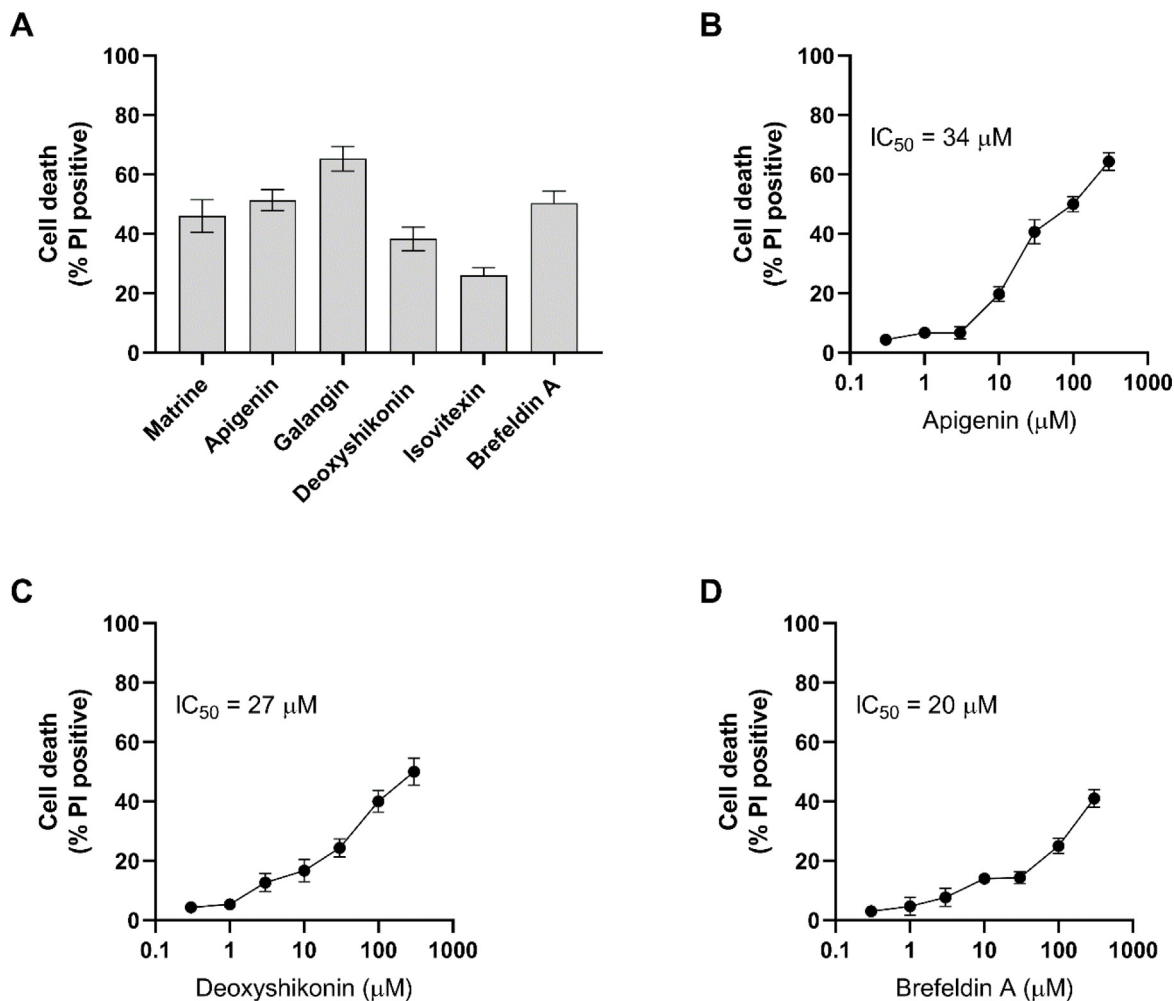 A
Cell death
(% PI positive)
100
80
60
40
20
0
Matrine
Apigenin
Galangin
Deoxyshikonin
Isovitexin
Brefeldin A
B
Cell death
(% PI positive)
100
80
60
40
20
0
IC50 = 34 μM
0.1 1 10 100 1000
Apigenin (μM)
C
Cell death
(% PI positive)
100
80
60
40
20
0
IC50 = 27 μM
0.1 1 10 100 1000
Deoxyshikonin (μM)
D
Cell death
(% PI positive)
100
80
60
40
20
0
IC50 = 20 μM
0.1 1 10 100 1000
Brefeldin A (μM)